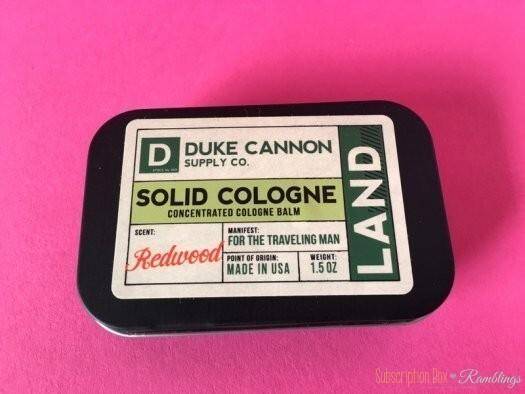 D
DUKE CANNON
SUPPLY CO.
SOLID COLOGNE
CONCENTRATED COLOGNE BALM
SCENT:
Redwood
MANIFEST:
FOR THE TRAVELING MAN
POINT OF ORIGIN:
MADE IN USA
WEIGHT:
1.5 OZ
LAND
Subscription Box Ramblings